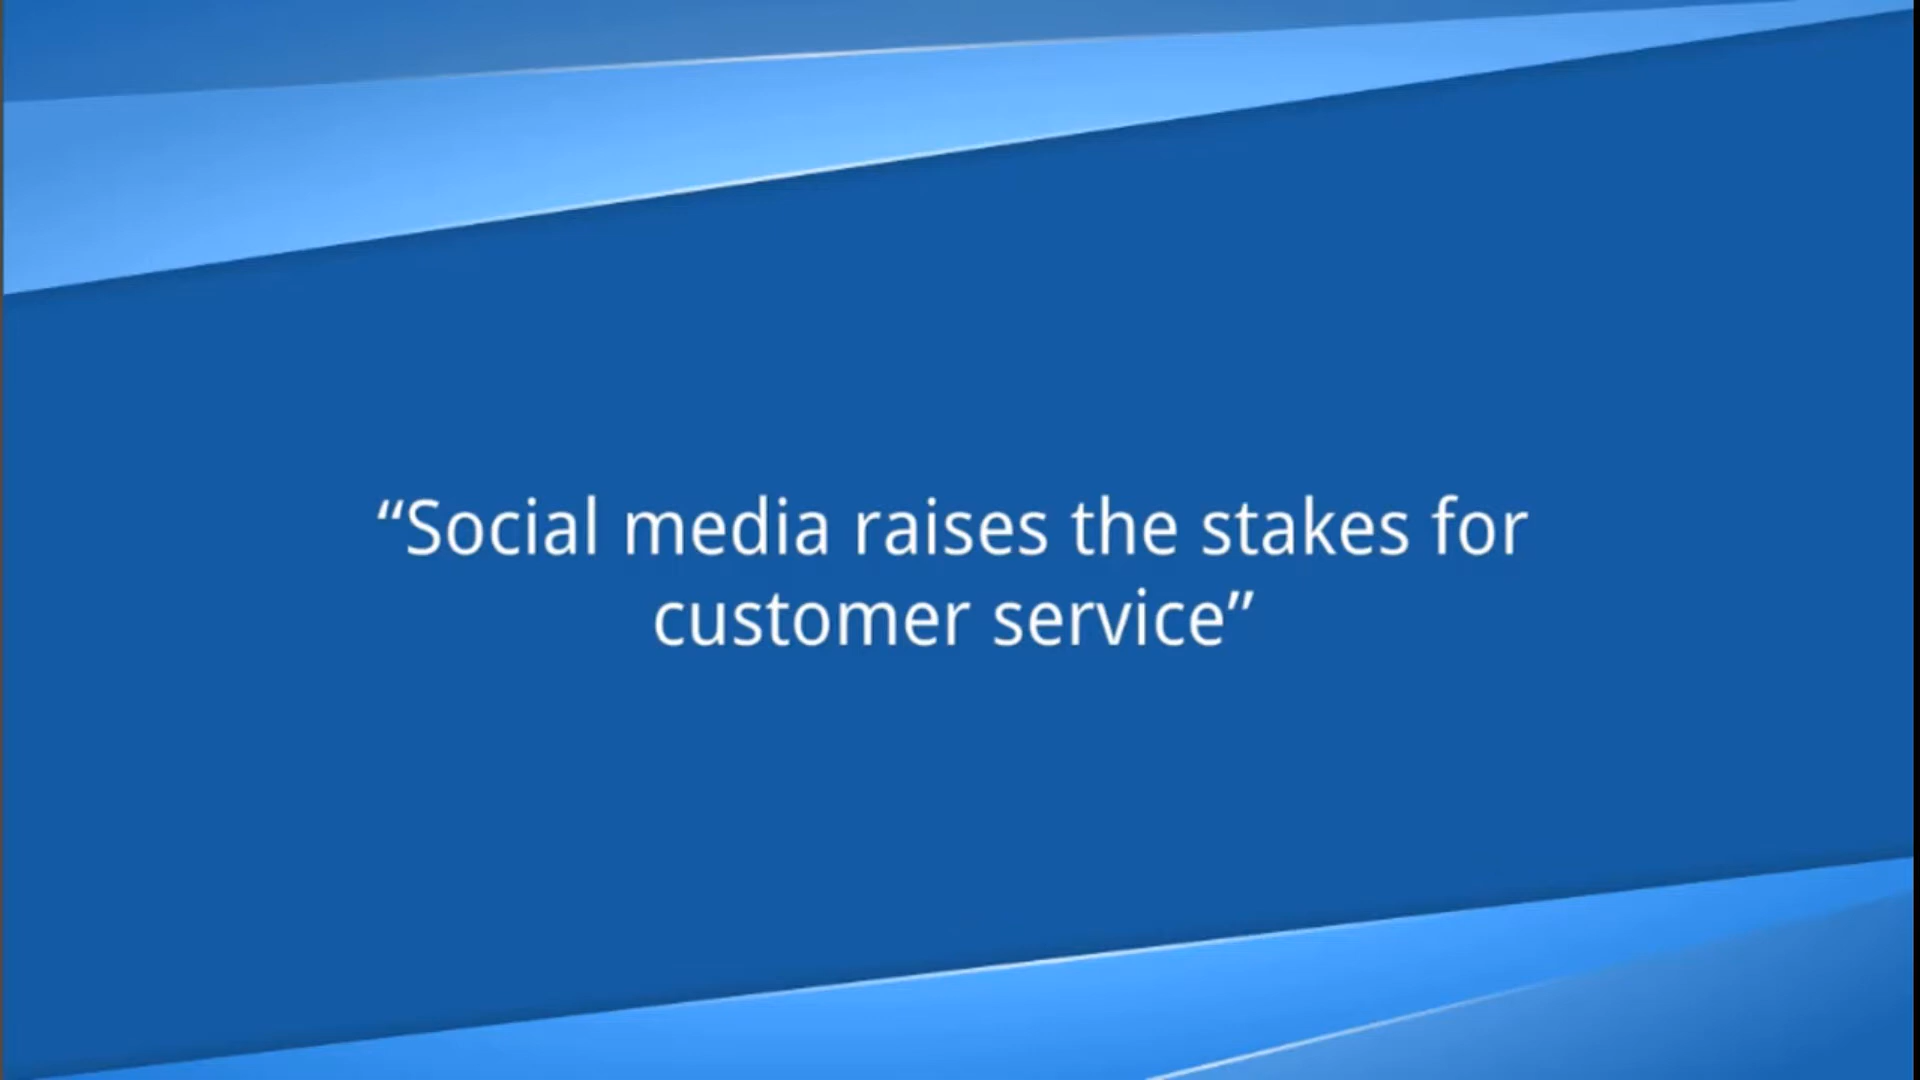 “Social media raises the stakes for
customer service”